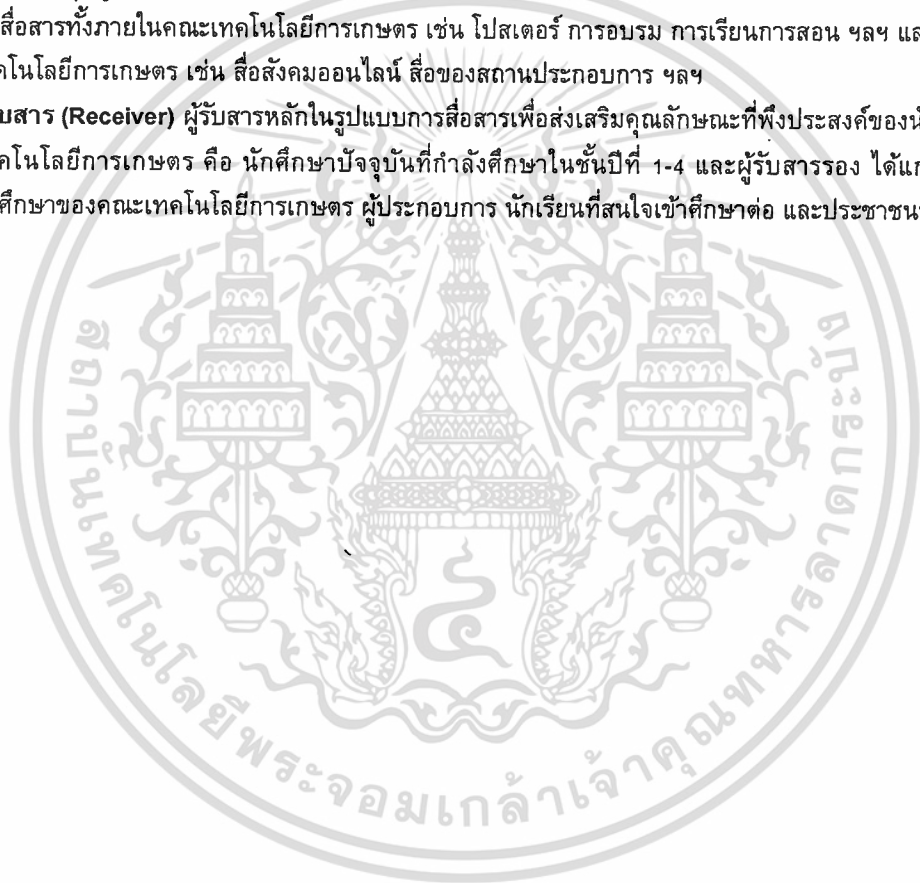 สื่อสารทั้งภายในคณะเทคโนโลยีการเกษตร เช่น โปสเตอร์ การอบรม การเรียนการสอน ฯลฯ แล
คโนโลยีการเกษตร เช่น สื่อสังคมออนไลน์ สื่อของสถานประกอบการ ฯลฯ
บสาร (Receiver) ผู้รับสารหลักในรูปแบบการสื่อสารเพื่อส่งเสริมคุณลักษณะที่พึงประสงค์ของนั
คโนโลยีการเกษตร คือ นักศึกษาปัจจุบันที่กำลังศึกษาในชั้นปีที่ 1-4 และผู้รับสารรอง ได้แก
ศึกษาของคณะเทคโนโลยีการเกษตร ผู้ประกอบการ นักเรียนที่สนใจเข้าศึกษาต่อ และประชาชน
สถาบันเทคโนโลยีพระจอมเกล้าเจ้าคุณทหารลาดกระบัง